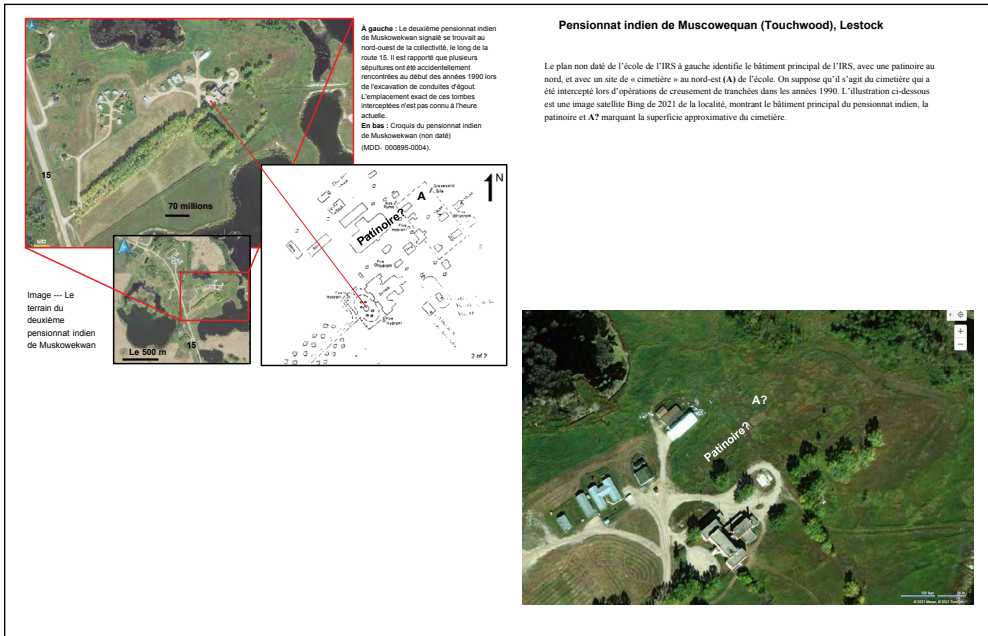 À gauche : Le deuxième pensionnat indien
de Muskowekwan signalé se trouvait au
nord-ouest de la collectivité, le long de la
route 15. Il est rapporté que plusieurs
sépultures ont été accidentellement
rencontrées au début des années 1990 lors
de l'excavation de conduites d'égout.
L'emplacement exact de ces tombes
interceptées n'est pas connu à l'heure
actuelle.
En bas : Croquis du pensionnat indien
de Muskowekwan (non daté)
(MDD- 000895-0004).
15
70 millions
Image --- Le
terrain du
deuxième
pensionnat indien
de Muskowekwan
15
Le 500 m
N
A
Graveyard
Site
Patinoire?
Fire
Hydrant
Fire
Hydrant
Fire
Hydrant
2 of 2
Pensionnat indien de Muscowequan (Touchwood), Lestock
Le plan non daté de l'école de l'IRS à gauche identifie le bâtiment principal de l'IRS, avec une patinoire au
nord, et avec un site de « cimetière » au nord-est (A) de l'école. On suppose qu'il s'agit du cimetière qui a
été intercepté lors d'opérations de creusement de tranchées dans les années 1990. L'illustration ci-dessous
est une image satellite Bing de 2021 de la localité, montrant le bâtiment principal du pensionnat indien, la
patinoire et A? marquant la superficie approximative du cimetière.
A?
Patinoire?